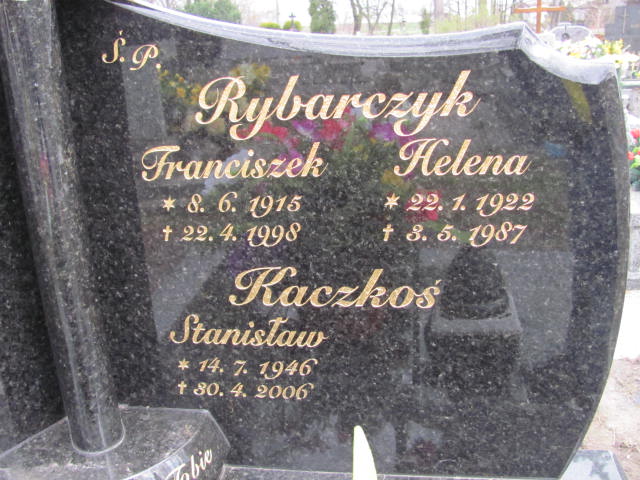 Ś.P.
Rybarczyk
Franciszek Helena
* 8. 6. 1915 * 22. 1. 1922
† 22. 4. 1998 † 3. 5. 1987
Kaczkoś
Stanisław
* 14. 7. 1946
† 30. 4. 2006
Tobie